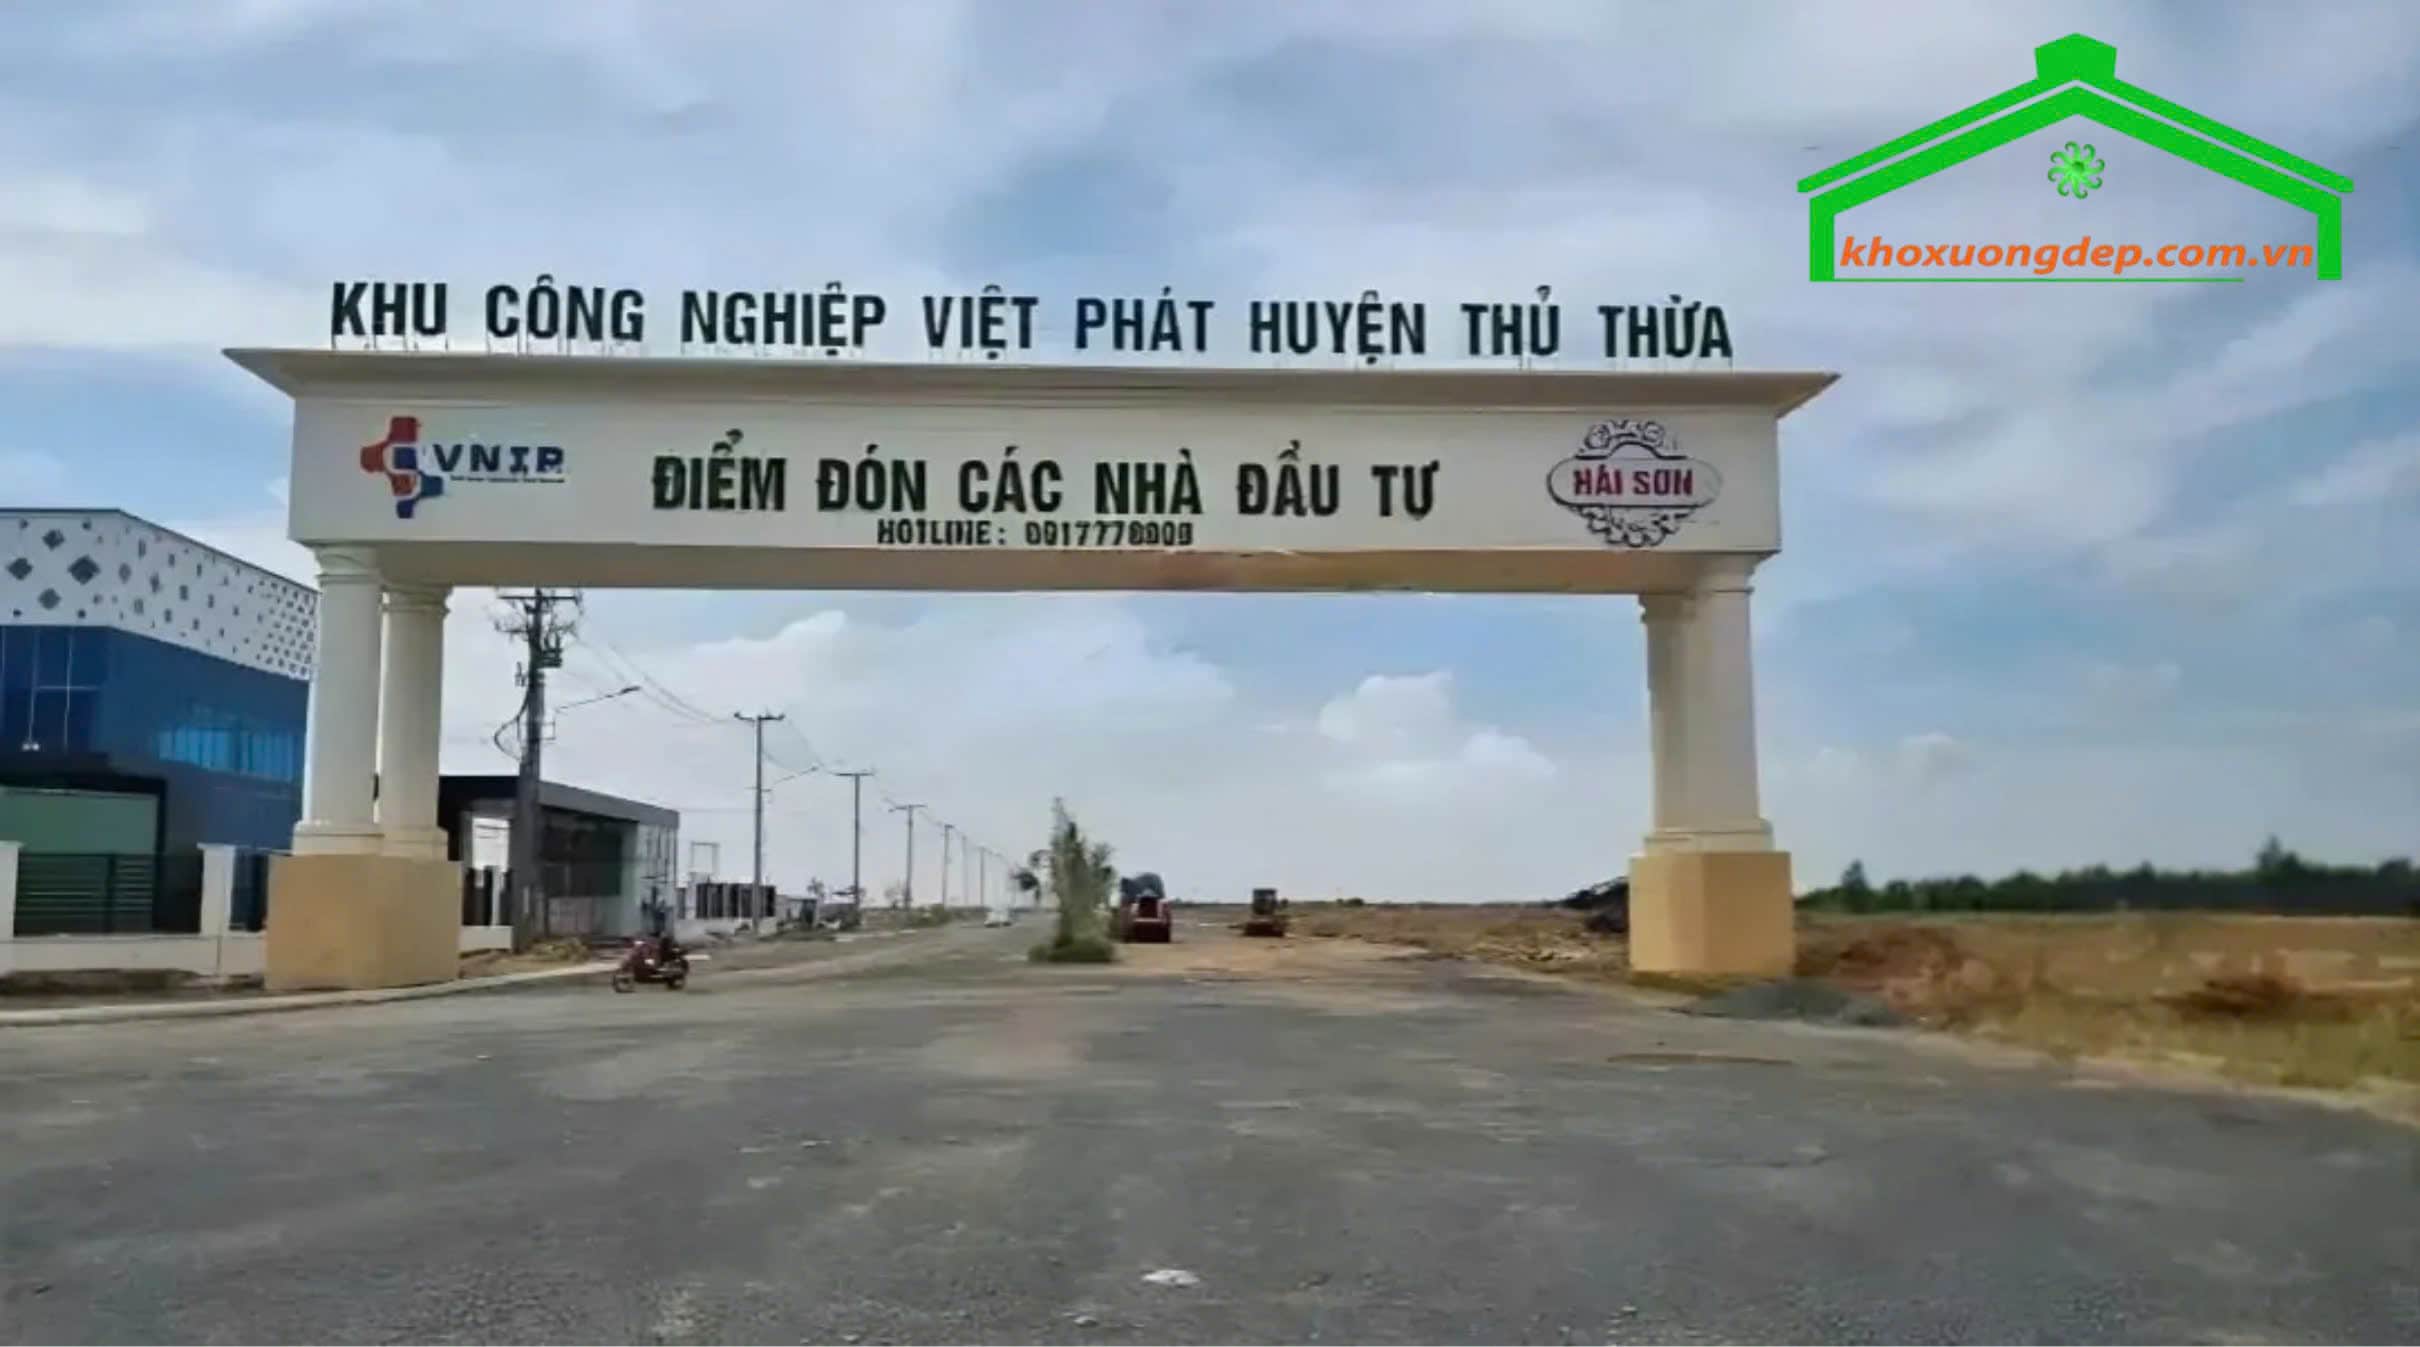 khoxuongdep.com.vn
KHU CÔNG NGHIỆP VIỆT PHÁT HUYỆN THỦ THỪA
VNIP
ĐIỂM ĐÓN CÁC NHÀ ĐẦU TƯ
HẢI SƠN
HOTLINE: